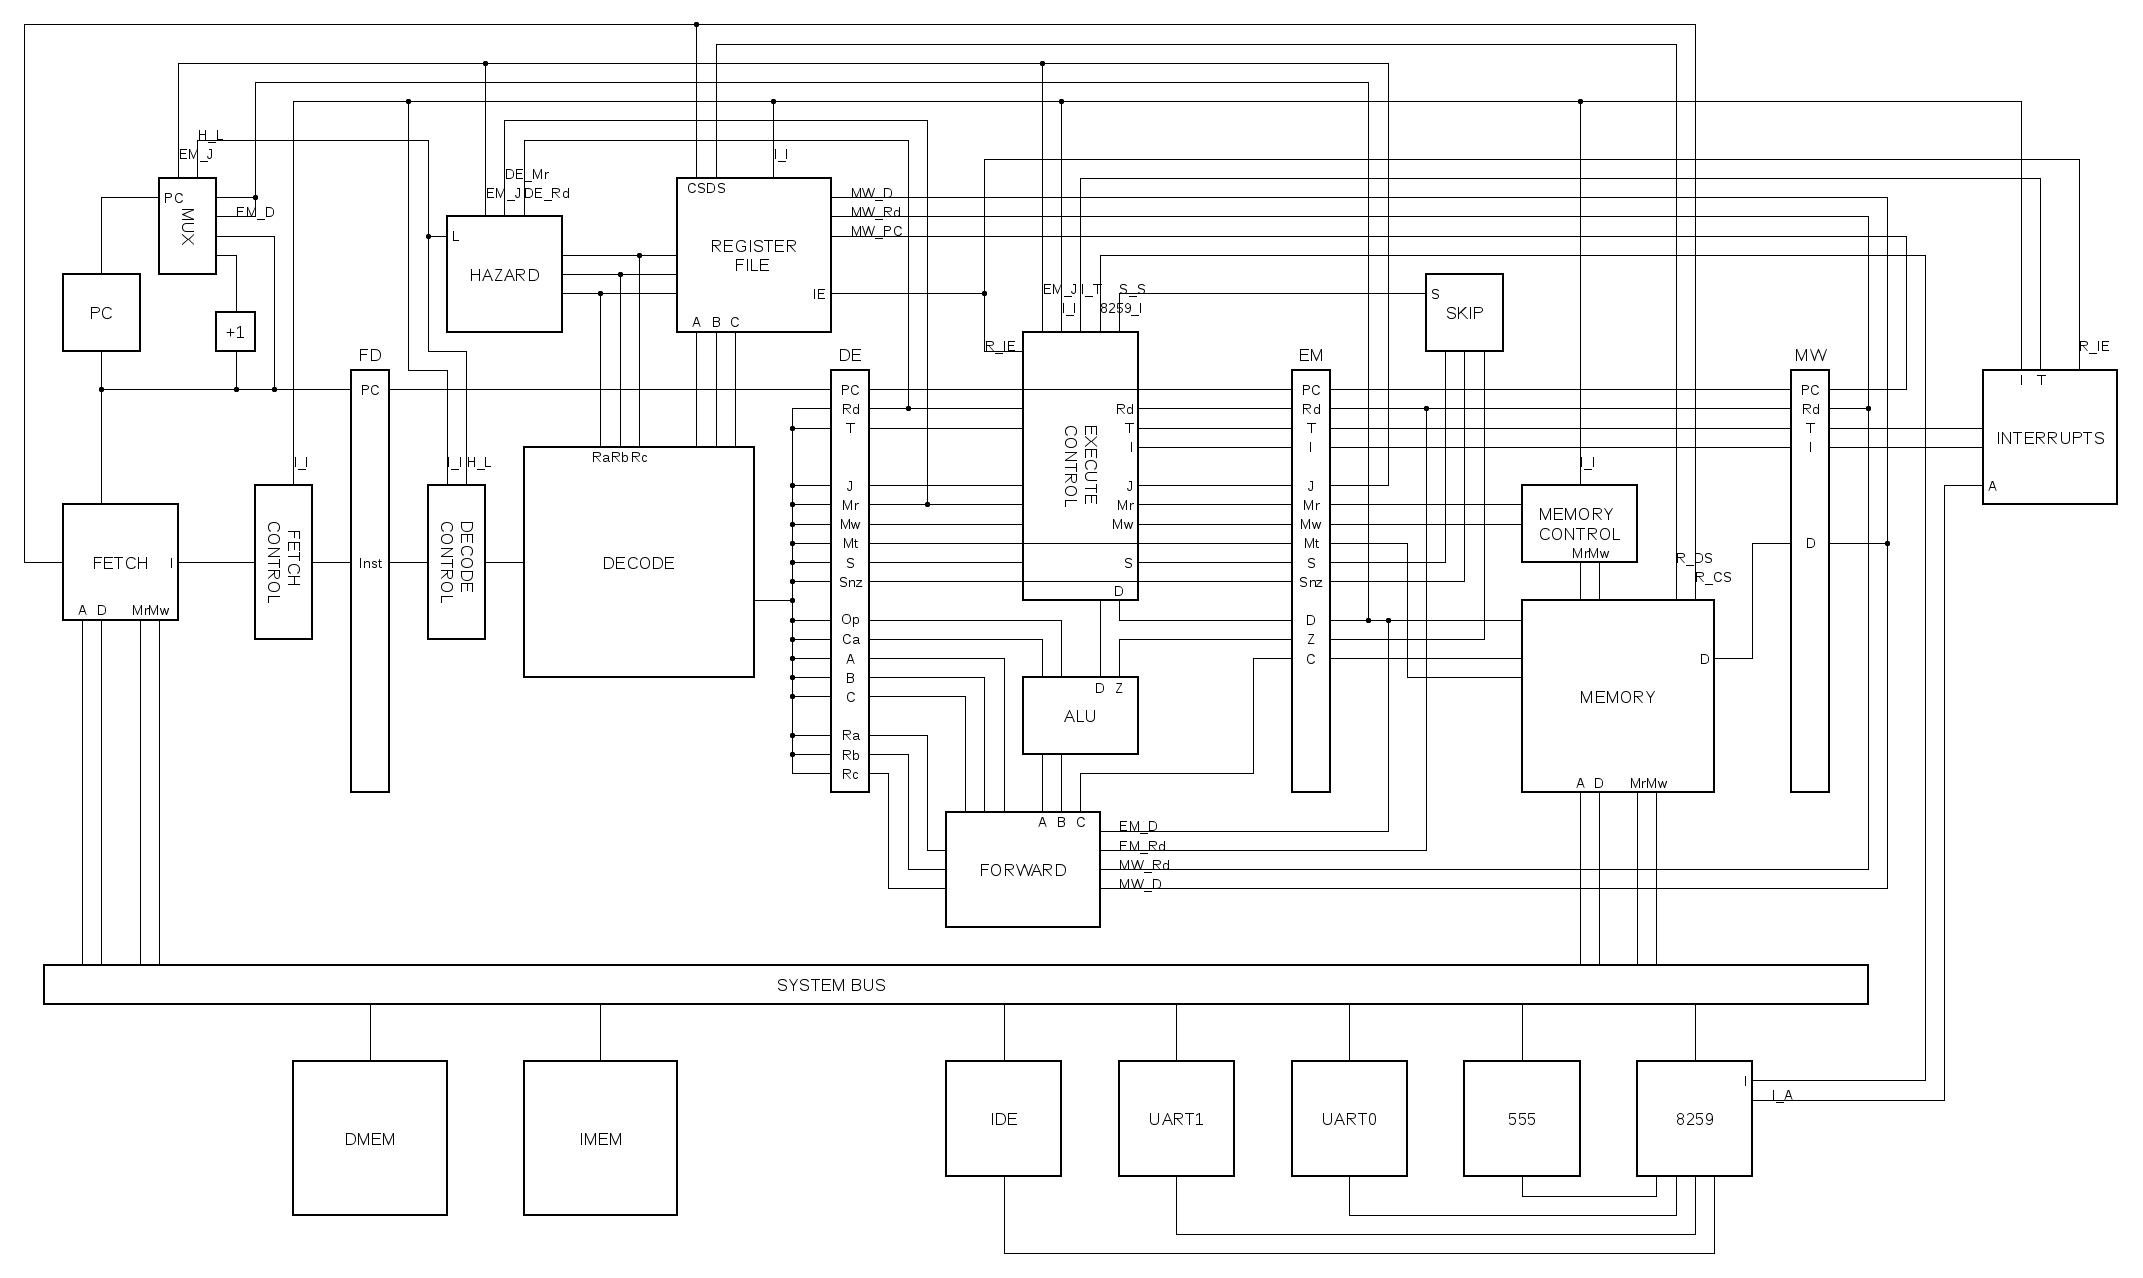 H_L
EM_J
I_I
DE_Mr
EM_J DE_Rd
CSDS
MW_D
MW_Rd
MW_PC
PC
MUX
EM_D
L
HAZARD
REGISTER
FILE
IE
A B C
PC
+1
EM_J I_T S_S
I_I 8259_I
S
SKIP
R_IE
R_IE
FD
DE
EM
MW
I T
PC
PC
PC
PC
Rd
Rd
Rd
Rd
T
T
T
T
I
I
I
INTERRUPTS
A
EXECUTE
CONTROL
RaRbRc
I_I
I_I H_L
I_I
J
J
J
Mr
Mr
Mr
Mw
Mw
Mw
Mt
Mt
D
MEMORY
CONTROL
MrMw
FETCH
I
FETCH
CONTROL
Inst
DECODE
CONTROL
DECODE
S
S
S
Snz
Snz
R_DS
R_CS
D
A D MrMw
Op
Ca
A
B
C
Ra
Rb
Rc
D
Z
C
D Z
ALU
D
MEMORY
A D MrMw
A B C
FORWARD
EM_D
EM_Rd
MW_Rd
MW_D
SYSTEM BUS
DMEM
IMEM
IDE
UART1
UART0
555
8259
I
I_A